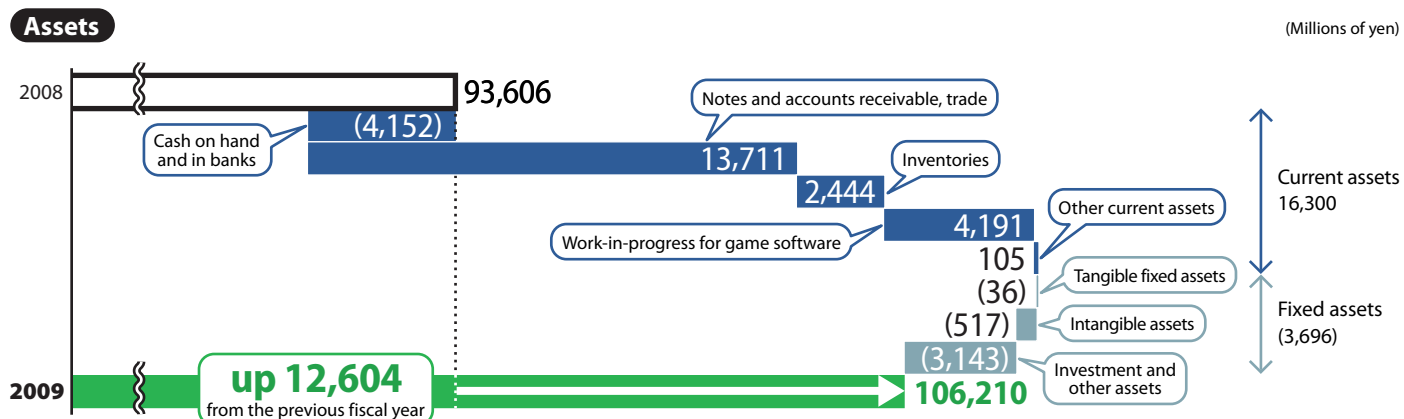 Assets
(Millions of yen)
2008
93,606
(4,152)
Cash on hand
and in banks
Notes and accounts receivable, trade
13,711
Inventories
2,444
Work-in-progress for game software
4,191
Other current assets
105
Current assets
16,300
Tangible fixed assets
(36)
Intangible assets
(517)
Fixed assets
(3,696)
(3,143)
Investment and
other assets
2009
up 12,604
from the previous fiscal year
106,210